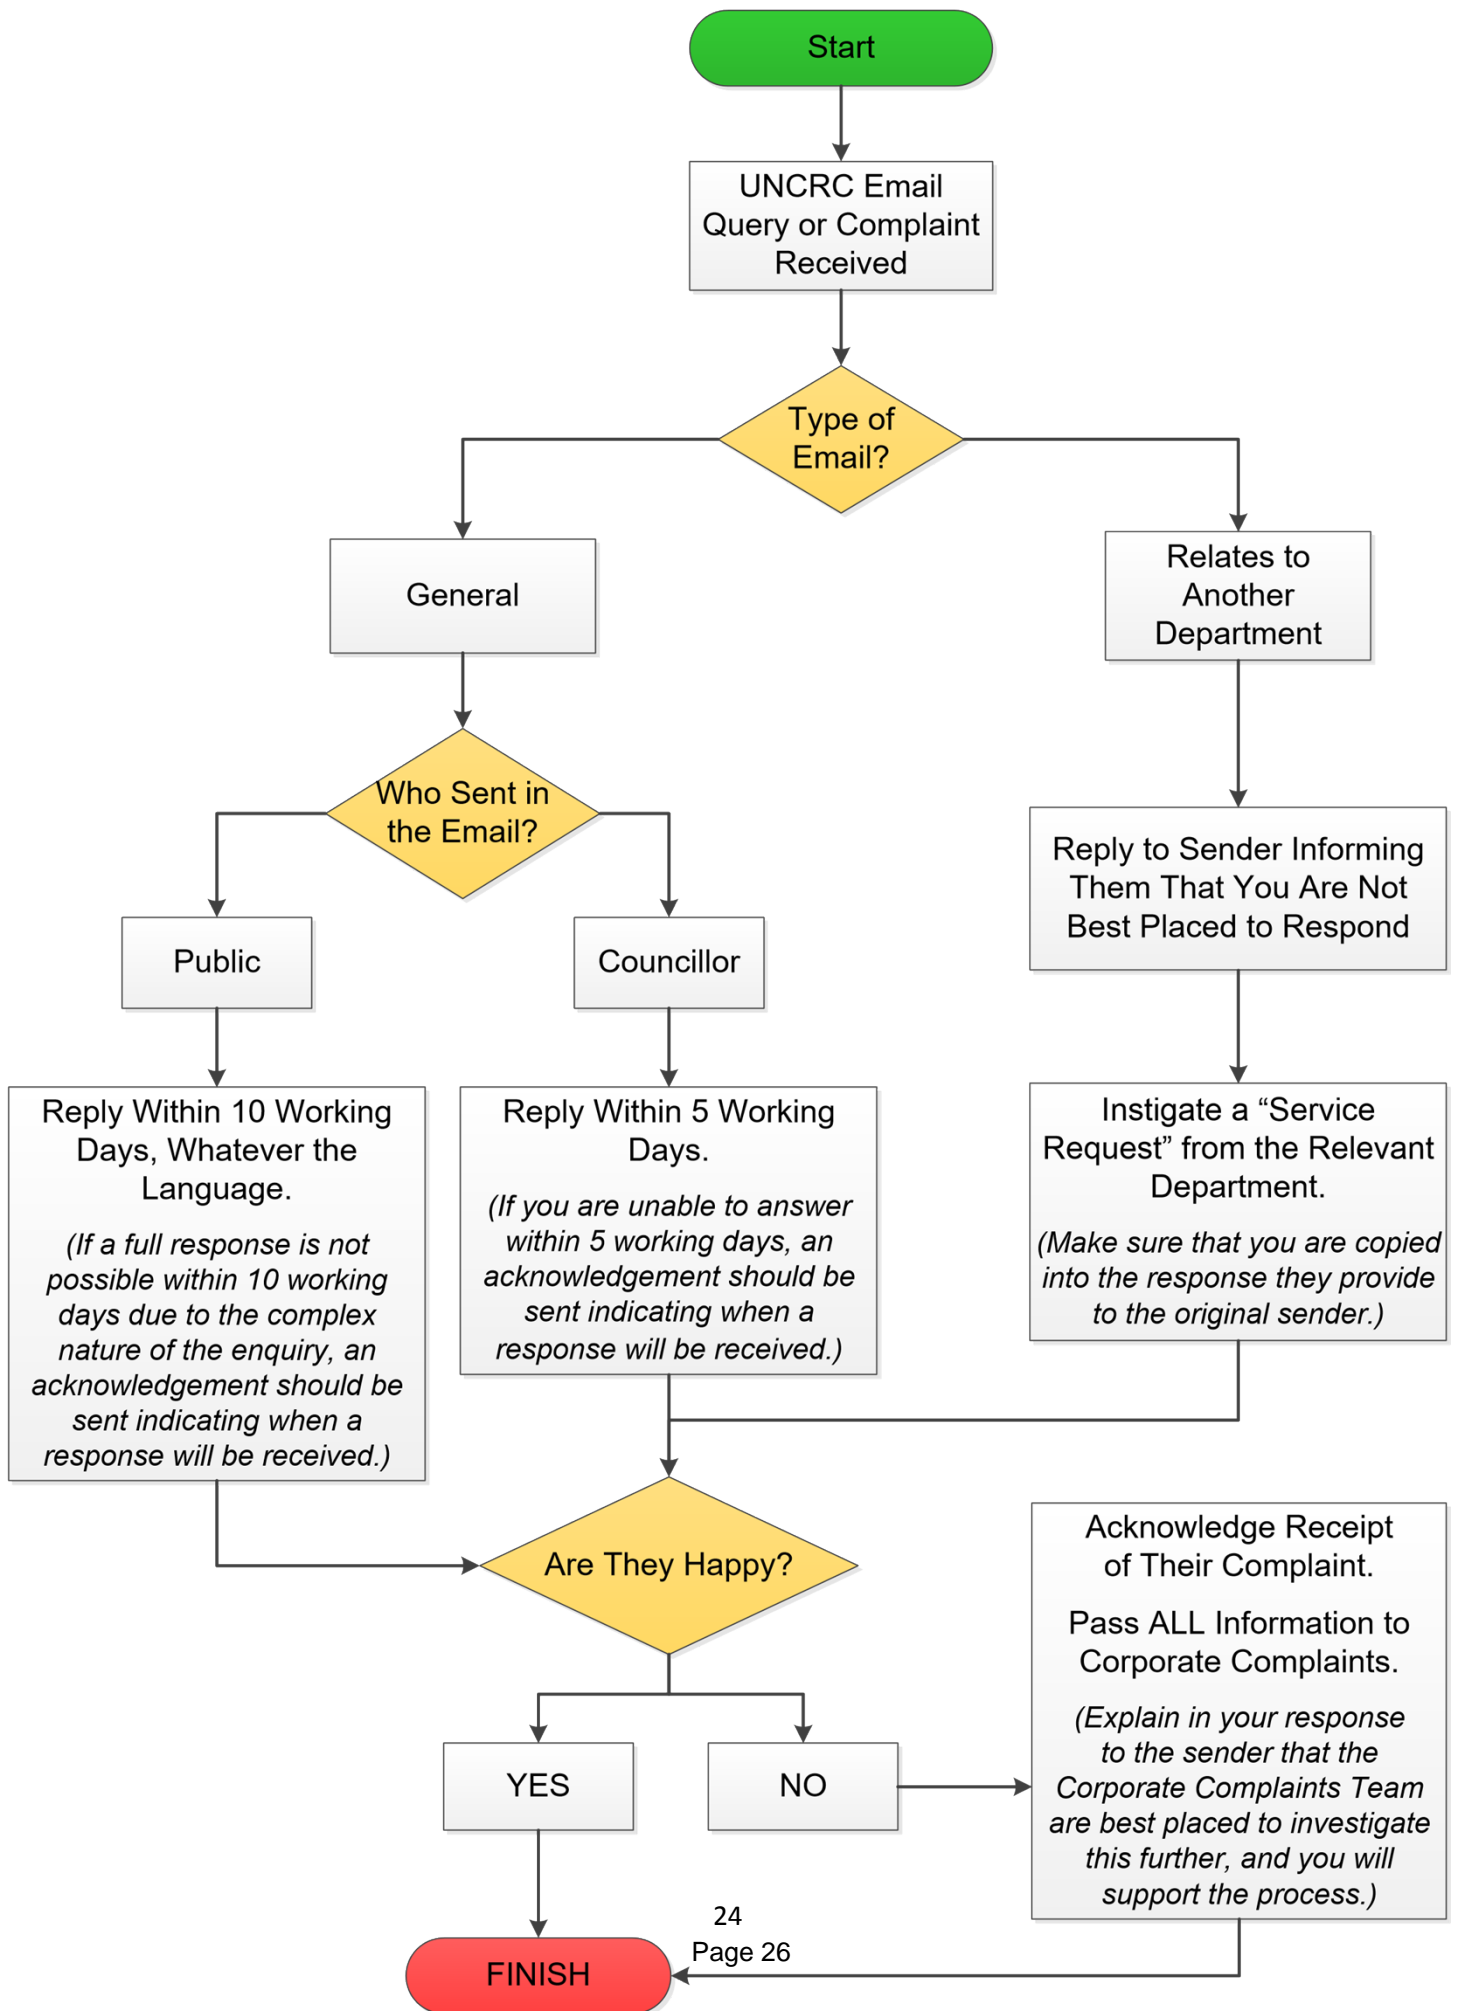 Start
UNCRC Email
Query or Complaint
Received
Type of
Email?
General
Relates to
Another
Department
Who Sent in
the Email?
Reply to Sender Informing
Them That You Are Not
Best Placed to Respond
Public
Councillor
Reply Within 10 Working
Days, Whatever the
Language.
(If a full response is not
possible within 10 working
days due to the complex
nature of the enquiry, an
acknowledgement should be
sent indicating when a
response will be received.)
Reply Within 5 Working
Days.
(If you are unable to answer
within 5 working days, an
acknowledgement should be
sent indicating when a
response will be received.)
Instigate a “Service
Request” from the Relevant
Department.
(Make sure that you are copied
into the response they provide
to the original sender.)
Are They Happy?
Acknowledge Receipt
of Their Complaint.
Pass ALL Information to
Corporate Complaints.
(Explain in your response
to the sender that the
Corporate Complaints Team
are best placed to investigate
this further, and you will
support the process.)
YES
NO
24
Page 26
FINISH